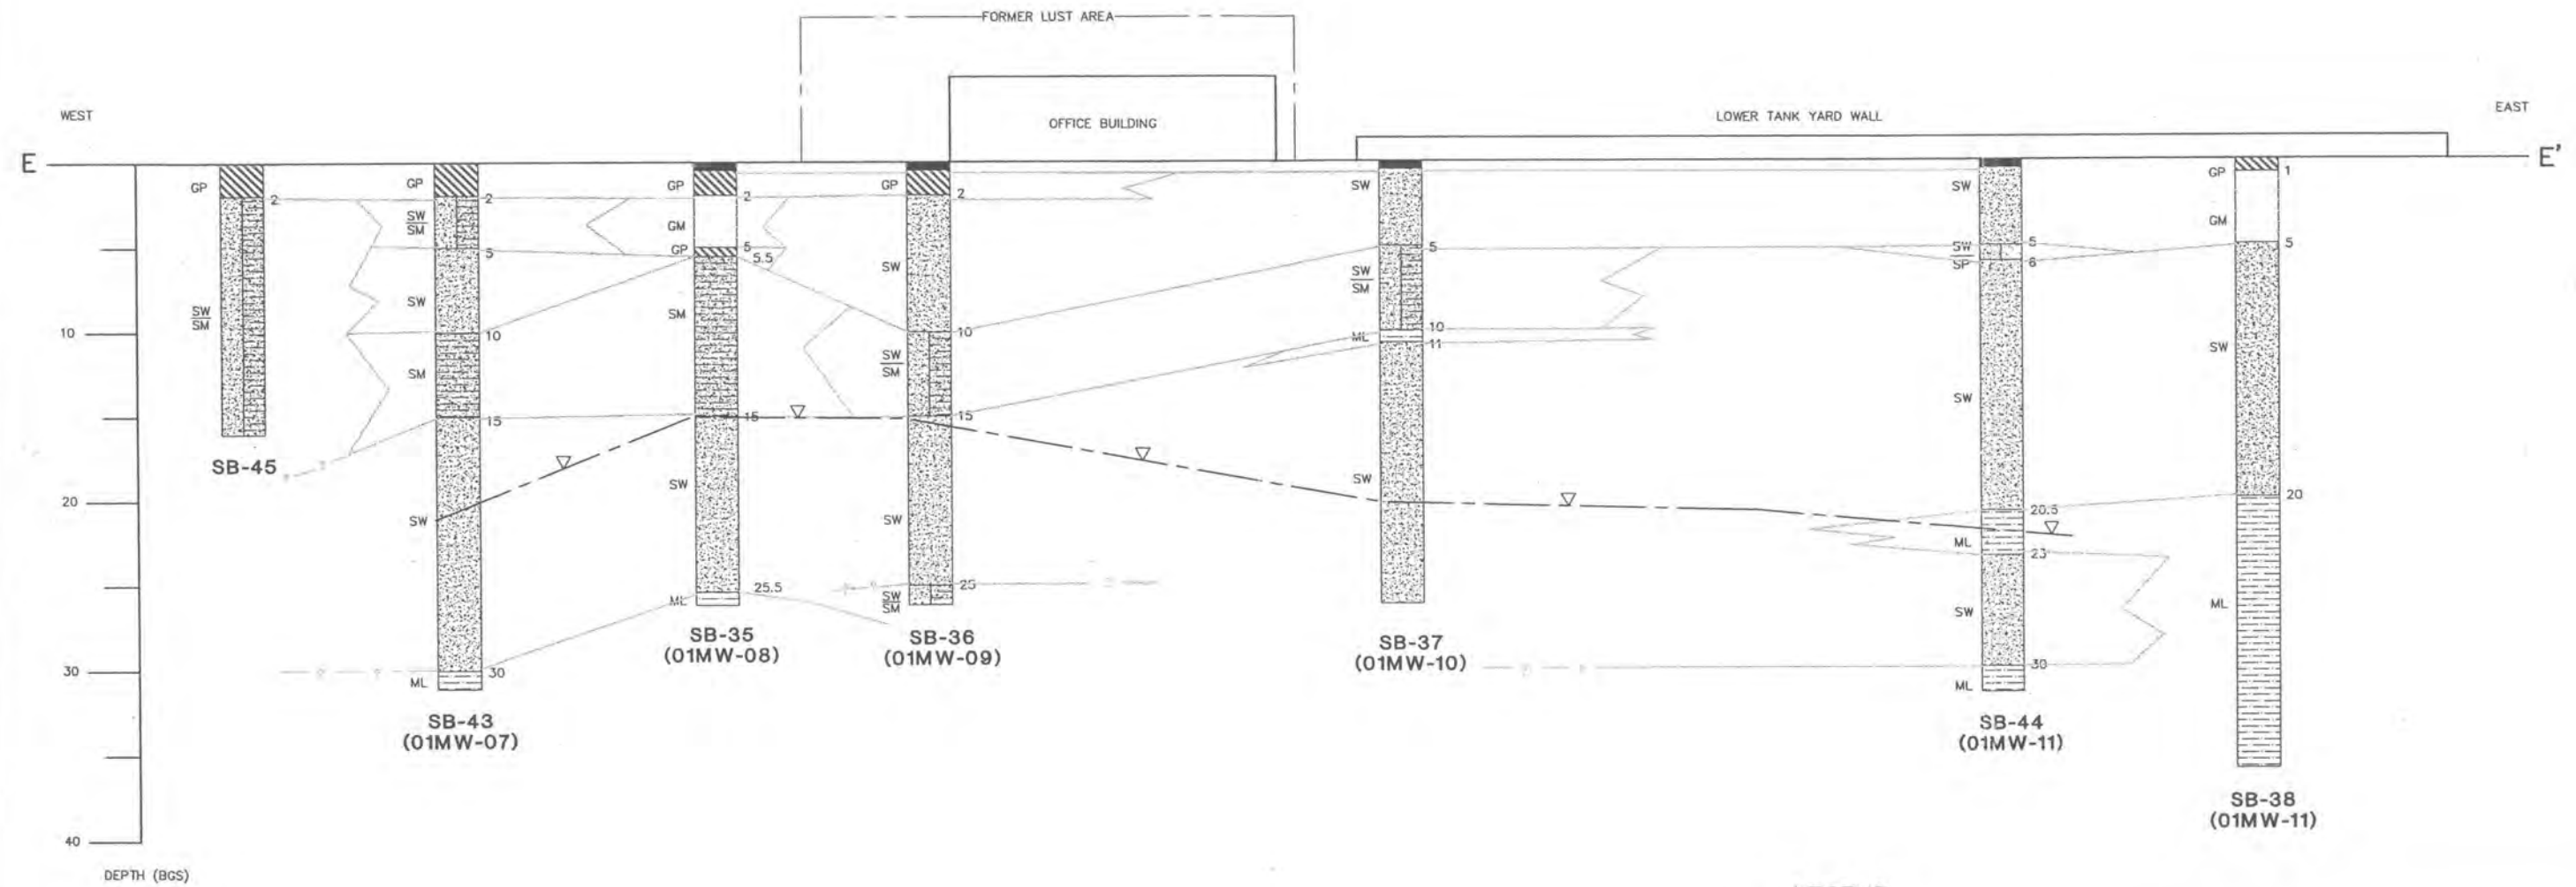 FORMER LUST AREA
OFFICE BUILDING
LOWER TANK YARD WALL
WEST
EAST
E
E'
10
20
30
40
DEPTH (BGS)
GP
2
SW
SM
SB-45
GP
2
SW
SM
5
SW
10
SM
15
SW
30
ML
SB-43
(01MW-07)
GP
2
GM
5
GP
5.5
SM
15
SW
25.5
ML
SB-35
(01MW-08)
GP
2
SW
10
SW
SM
15
SW
25
SW
SM
SB-36
(01MW-09)
SW
5
SW
SM
10
ML
11
SW
SB-37
(01MW-10)
SW
5
SW
SP
6
SW
20.5
ML
23
SW
30
ML
SB-44
(01MW-11)
GP
1
GM
5
SW
20
ML
SB-38
(01MW-11)